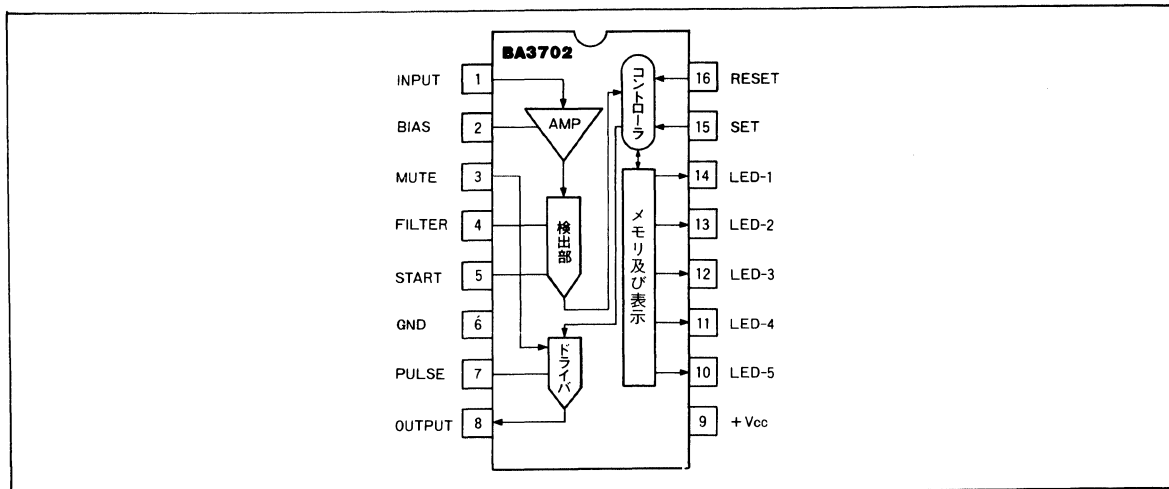 BA3702
INPUT 1
BIAS 2
MUTE 3
FILTER 4
START 5
GND 6
PULSE 7
OUTPUT 8
AMP
検出部
ドライバ
コントローラ
メモリ及び表示
16 RESET
15 SET
14 LED-1
13 LED-2
12 LED-3
11 LED-4
10 LED-5
9 +Vcc